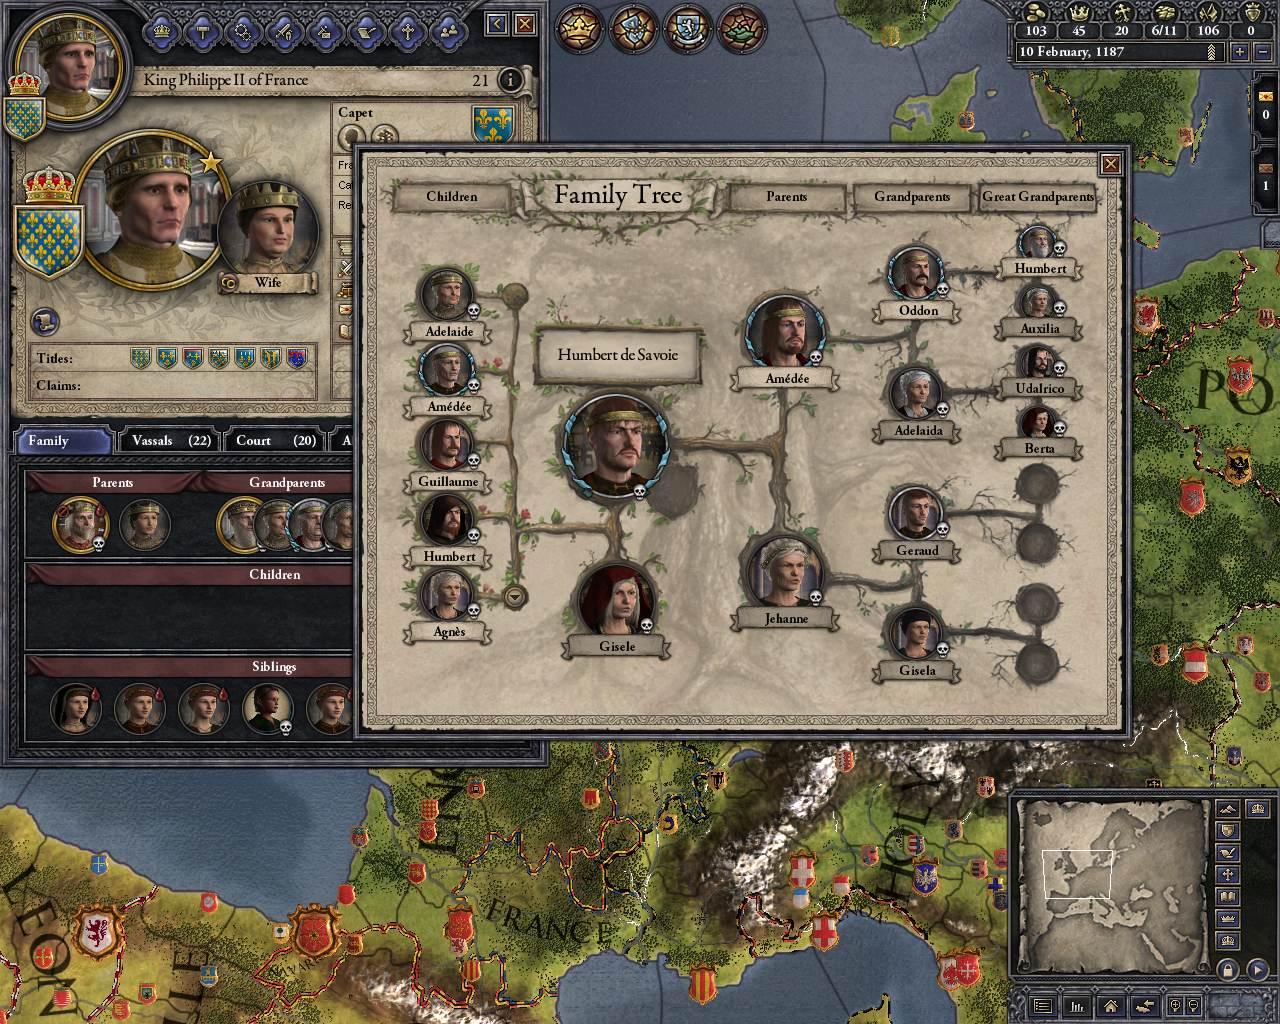 King Philippe II of France
21
103
45
20
6/11
106
0
10 February, 1187
Capet
0
1
Wife
Titles:
Claims:
Family
Vassals (22)
Court (20)
A
Parents
Grandparents
Children
Siblings
Children
Family Tree
Parents
Grandparents
Great Grandparents
Adelaide
Amédée
Guillaume
Humbert
Agnès
Humbert de Savoie
Gisele
Amédée
Jehanne
Oddon
Adelaida
Geraud
Gisela
Humbert
Auxilia
Udalrico
Berta
FRANCE
HOLY
LEON